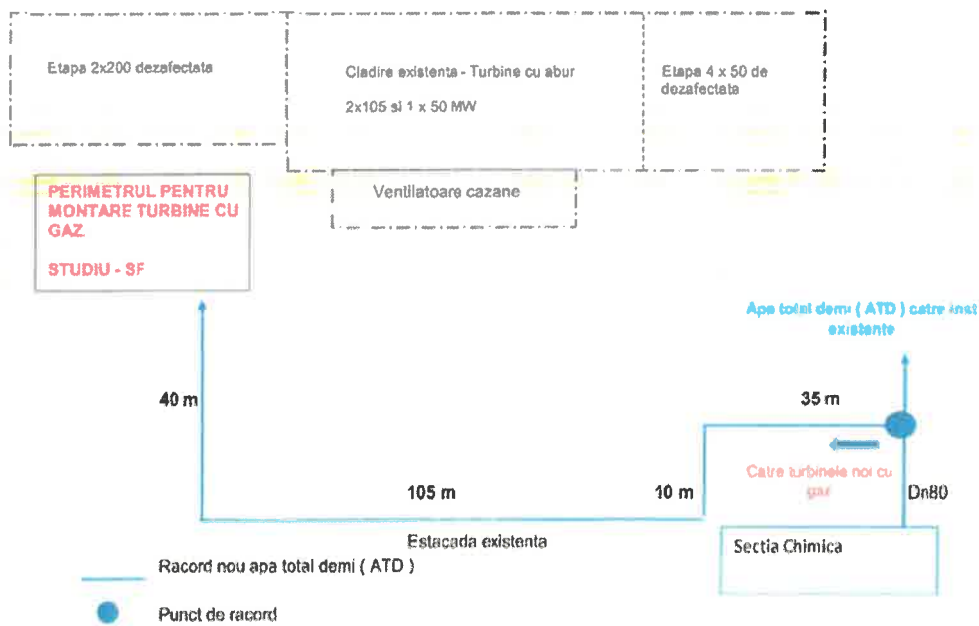 Etapa 2x200 dezafectata
Cladire existenta - Turbine cu abur
2x105 si 1 x 50 MW
Etapa 4 x 50 de
dezafectata
Ventilatoare cazane
PERIMETRUL PENTRU
MONTARE TURBINE CU
GAZ
STUDIU - SF
Apa total demi ( ATD ) catre inst
existente
40 m
35 m
Catre turbinele noi cu
gaz
105 m
10 m
Dn80
Estacada existenta
Sectia Chimica
Racord nou apa total demi ( ATD )
Punct de racord